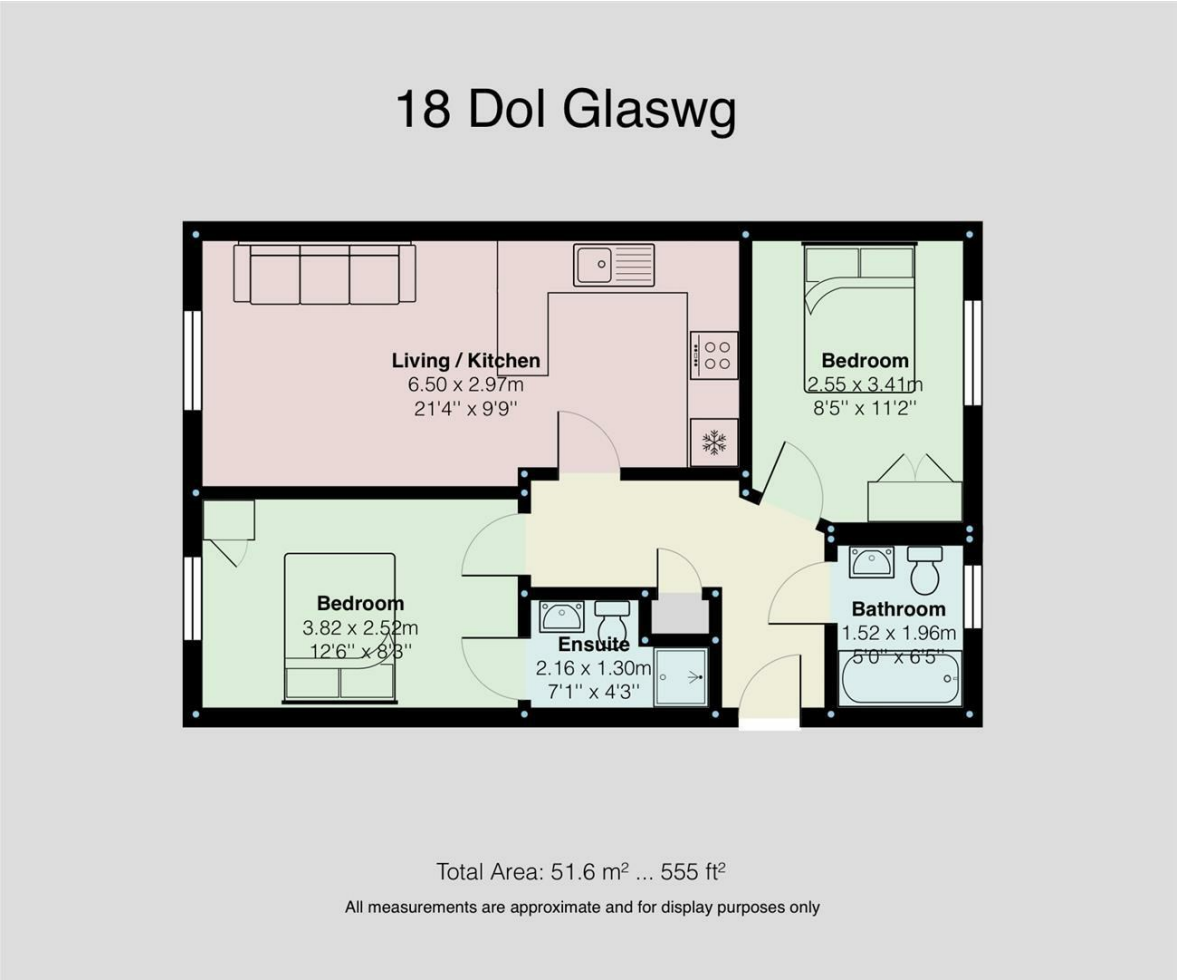 18 Dol Glaswg
Living / Kitchen
6.50 x 2.97m
21'4'' x 9'9''
Bedroom
2.55 x 3.41m
8'5'' x 11'2''
Bedroom
3.82 x 2.52m
12'6'' x 8'3''
Ensuite
2.16 x 1.30m
7'1'' x 4'3''
Bathroom
1.52 x 1.96m
5'0'' x 6'5''
Total Area: 51.6 m² ... 555 ft²
All measurements are approximate and for display purposes only